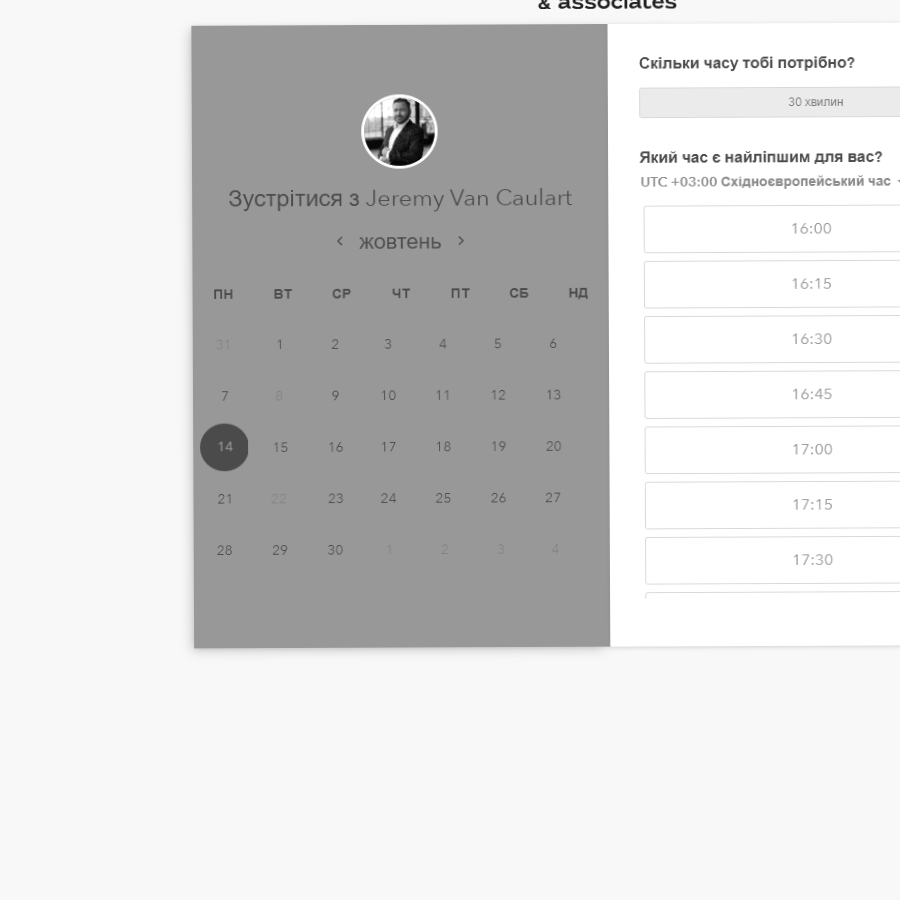 & associates
Зустрітися з Jeremy Van Caulart
‹ жовтень ›
ПН ВТ СР ЧТ ПТ СБ НД
31 1 2 3 4 5 6
7 8 9 10 11 12 13
14 15 16 17 18 19 20
21 22 23 24 25 26 27
28 29 30 1 2 3 4
Скільки часу тобі потрібно?
30 хвилин
Який час є найліпшим для вас?
UTC +03:00 Східноєвропейський час
16:00
16:15
16:30
16:45
17:00
17:15
17:30